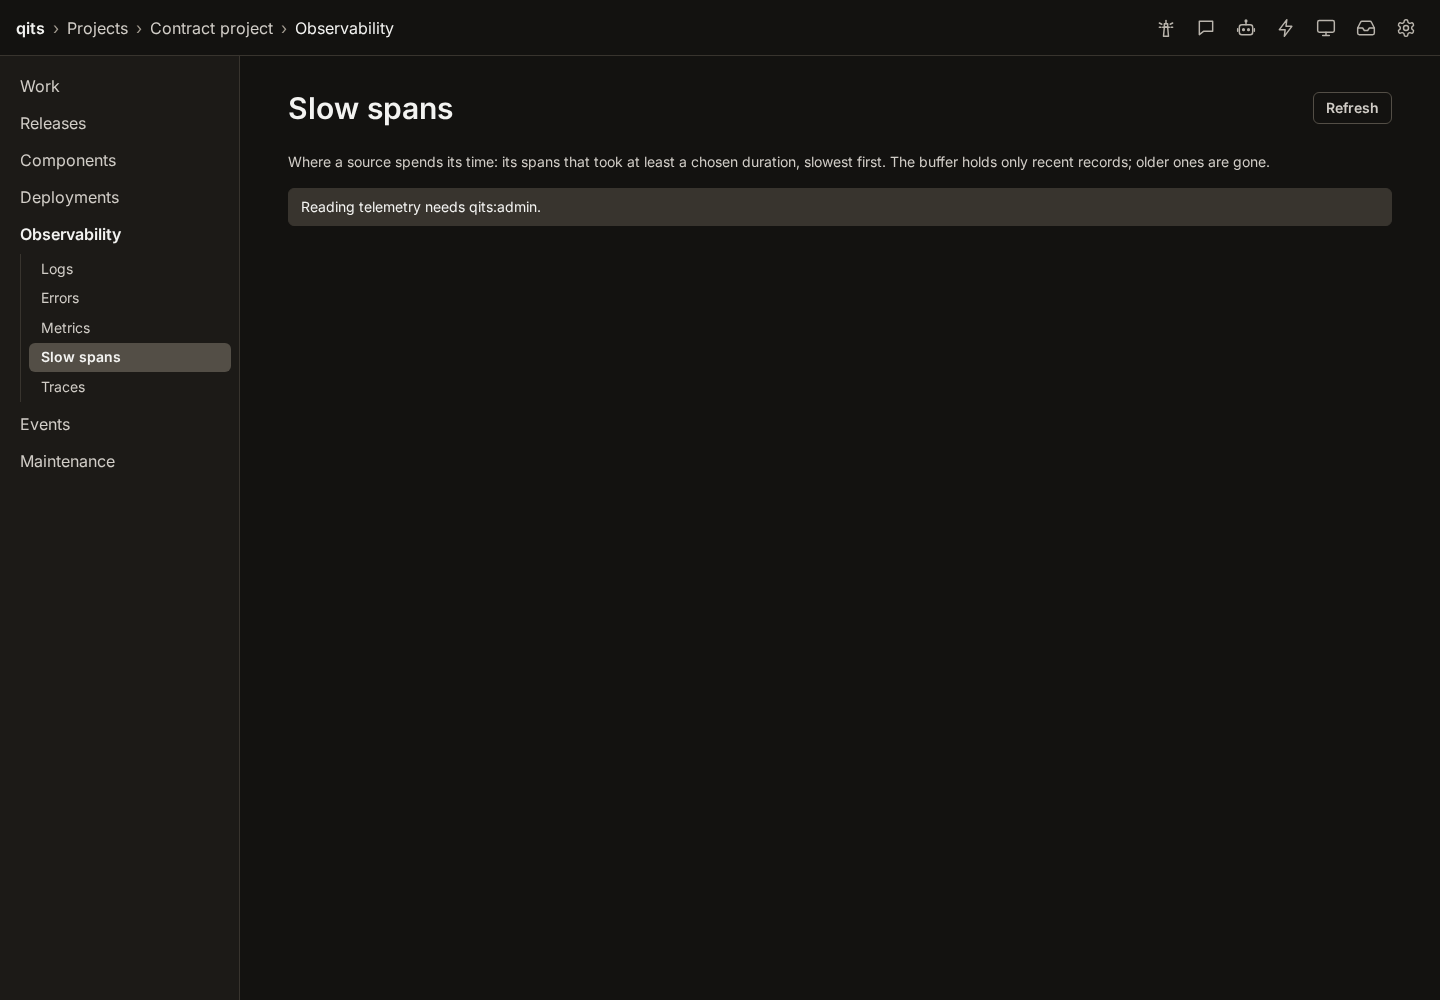 qits › Projects › Contract project › Observability
Work
Releases
Components
Deployments
Observability
Logs
Errors
Metrics
Slow spans
Traces
Events
Maintenance
Slow spans
Refresh
Where a source spends its time: its spans that took at least a chosen duration, slowest first. The buffer holds only recent records; older ones are gone.
Reading telemetry needs qits:admin.